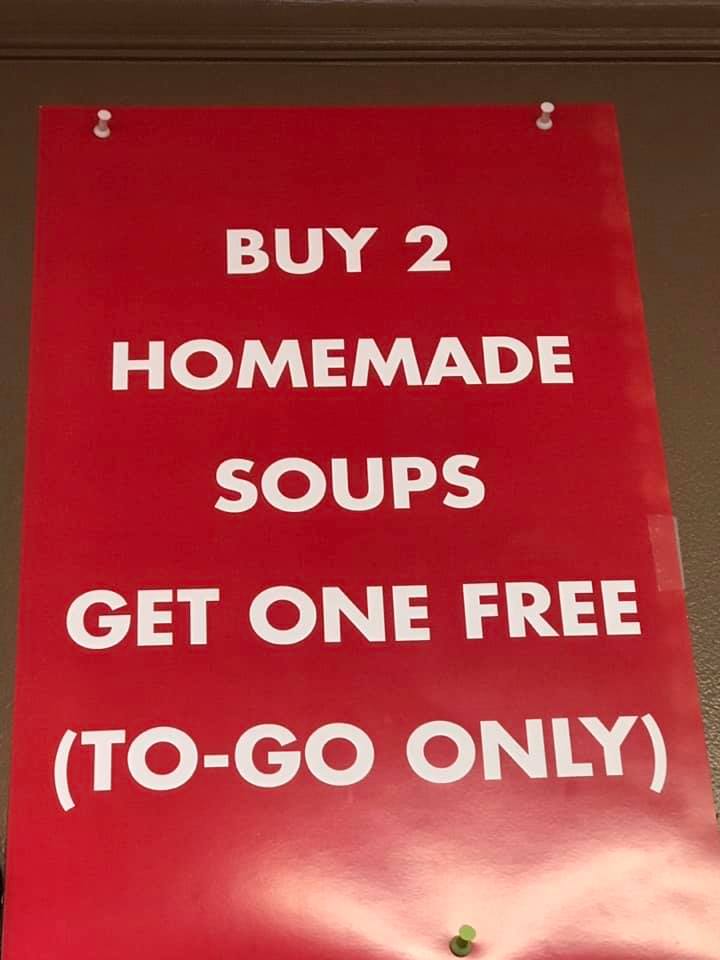 BUY 2
HOMEMADE
SOUPS
GET ONE FREE
(TO-GO ONLY)